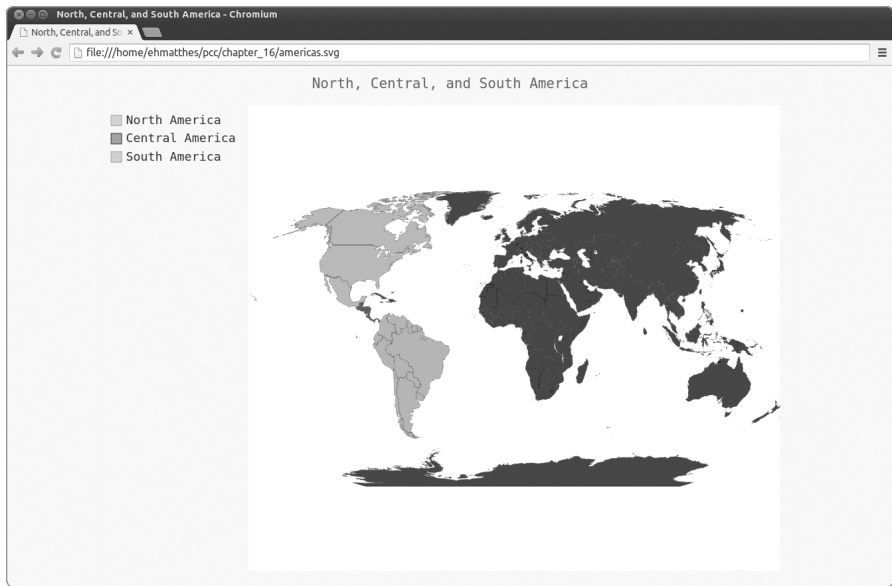 North, Central, and South America - Chromium
North, Central, and So
file:///home/ehmatthes/pcc/chapter_16/americas.svg
North, Central, and South America
North America
Central America
South America